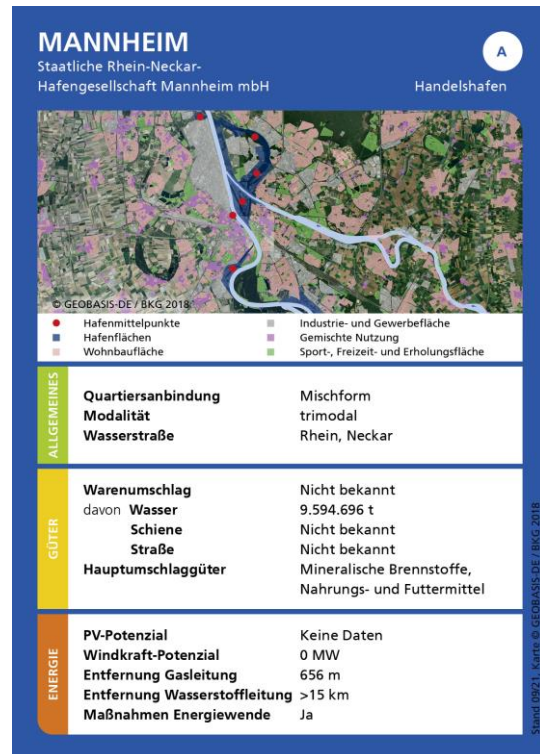 MANNHEIM
Staatliche Rhein-Neckar-
Hafengesellschaft Mannheim mbH
A
Handelshafen
© GEOBASIS-DE / BKG 2018
Hafenmittelpunkte
Hafenflächen
Wohnbaufläche
Industrie- und Gewerbefläche
Gemischte Nutzung
Sport-, Freizeit- und Erholungsfläche
ALLGEMEINES
Quartiersanbindung Mischform
Modalität trimodal
Wasserstraße Rhein, Neckar
GÜTER
Warenumschlag Nicht bekannt
davon Wasser 9.594.696 t
Schiene Nicht bekannt
Straße Nicht bekannt
Hauptumschlaggüter Mineralische Brennstoffe,
Nahrungs- und Futtermittel
ENERGIE
PV-Potenzial Keine Daten
Windkraft-Potenzial 0 MW
Entfernung Gasleitung 656 m
Entfernung Wasserstoffleitung >15 km
Maßnahmen Energiewende Ja
Stand 09/21, Karte © GEOBASIS-DE / BKG 2018